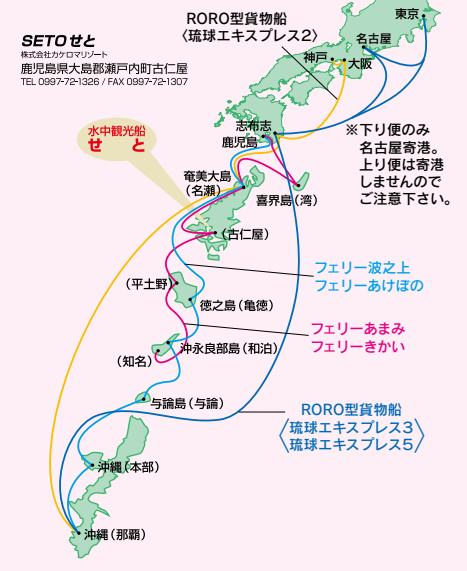 SETOせと
株式会社カケロマリゾート
鹿児島県大島郡瀬戸内町古仁屋
TEL 0997-72-1326 / FAX 0997-72-1307
RORO型貨物船
〈琉球エキスプレス2〉
東京
名古屋
神戸
大阪
志布志
鹿児島
※下り便のみ
名古屋寄港。
上り便は寄港
しませんので
ご注意下さい。
水中観光船
せと
奄美大島
（名瀬）
喜界島（湾）
（古仁屋）
フェリー波之上
フェリーあけぼの
（平土野）
徳之島（亀徳）
フェリーあまみ
フェリーきかい
沖永良部島（和泊）
（知名）
与論島（与論）
RORO型貨物船
〈琉球エキスプレス3
琉球エキスプレス5〉
沖縄（本部）
沖縄（那覇）